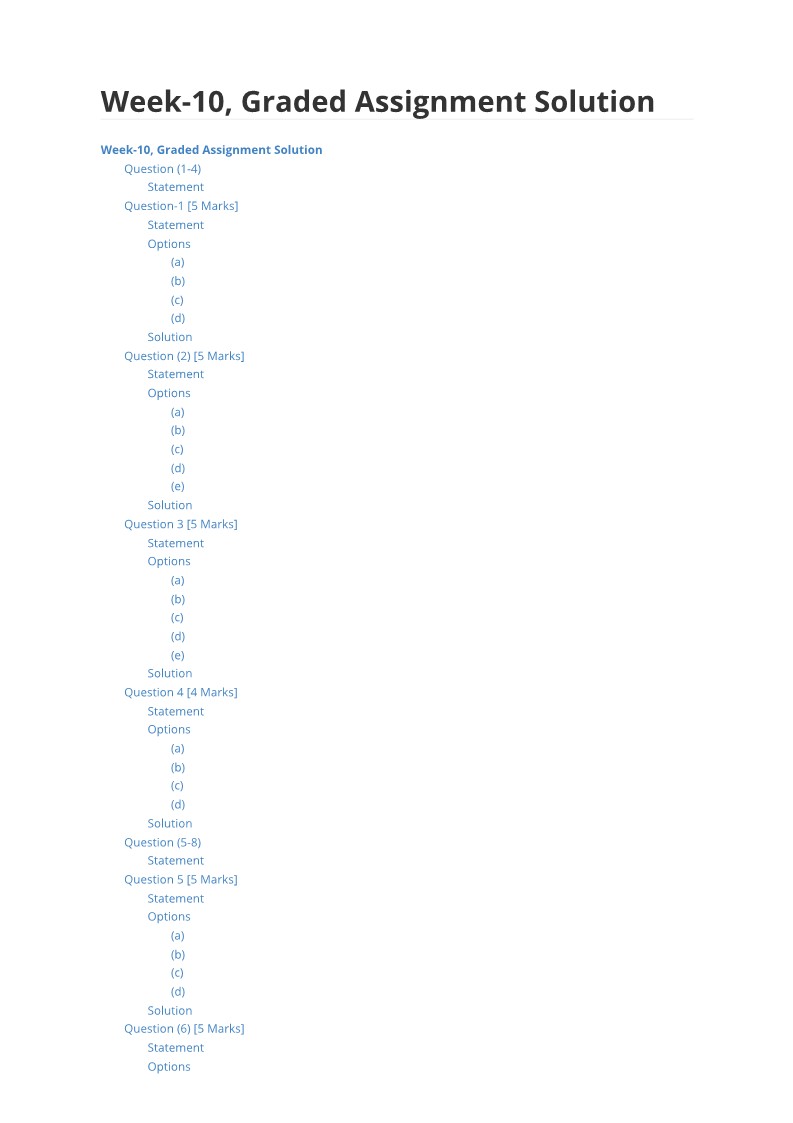 Week-10, Graded Assignment Solution
Week-10, Graded Assignment Solution
Question (1-4)
Statement
Question-1 [5 Marks]
Statement
Options
(a)
(b)
(c)
(d)
Solution
Question (2) [5 Marks]
Statement
Options
(a)
(b)
(c)
(d)
(e)
Solution
Question 3 [5 Marks]
Statement
Options
(a)
(b)
(c)
(d)
(e)
Solution
Question 4 [4 Marks]
Statement
Options
(a)
(b)
(c)
(d)
Solution
Question (5-8)
Statement
Question 5 [5 Marks]
Statement
Options
(a)
(b)
(c)
(d)
Solution
Question (6) [5 Marks]
Statement
Options